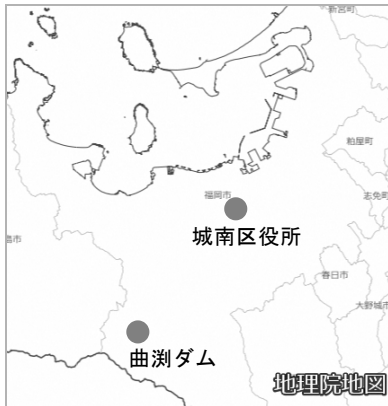 新宮町
粕屋町
福岡市
志免町
城南区役所
春日市
大野城市
曲渕ダム
地理院地図